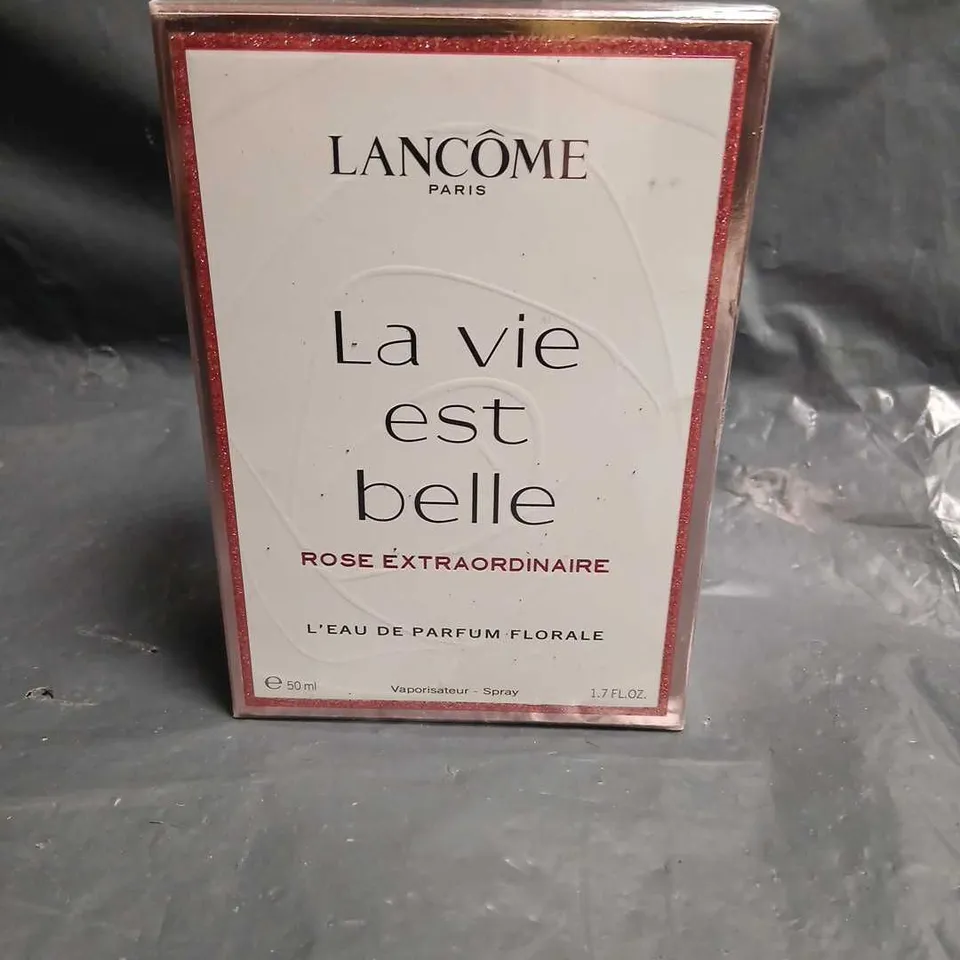 LANCÔME
PARIS
La vie
est
belle
ROSE EXTRAORDINAIRE
L'EAU DE PARFUM FLORALE
℮ 50 ml Vaporisateur - Spray 1.7 FL.OZ.